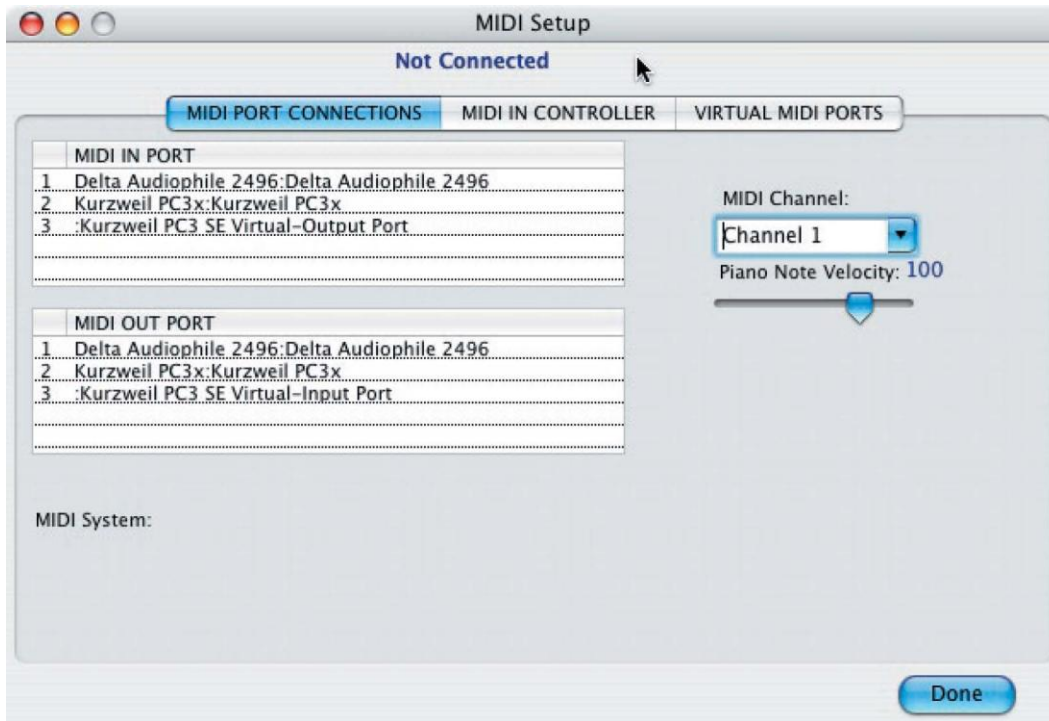 MIDI Setup
Not Connected
MIDI PORT CONNECTIONS
MIDI IN CONTROLLER
VIRTUAL MIDI PORTS
MIDI IN PORT
1 Delta Audiophile 2496:Delta Audiophile 2496
2 Kurzweil PC3x:Kurzweil PC3x
3 :Kurzweil PC3 SE Virtual-Output Port
MIDI Channel:
Channel 1
Piano Note Velocity: 100
MIDI OUT PORT
1 Delta Audiophile 2496:Delta Audiophile 2496
2 Kurzweil PC3x:Kurzweil PC3x
3 :Kurzweil PC3 SE Virtual-Input Port
MIDI System:
Done